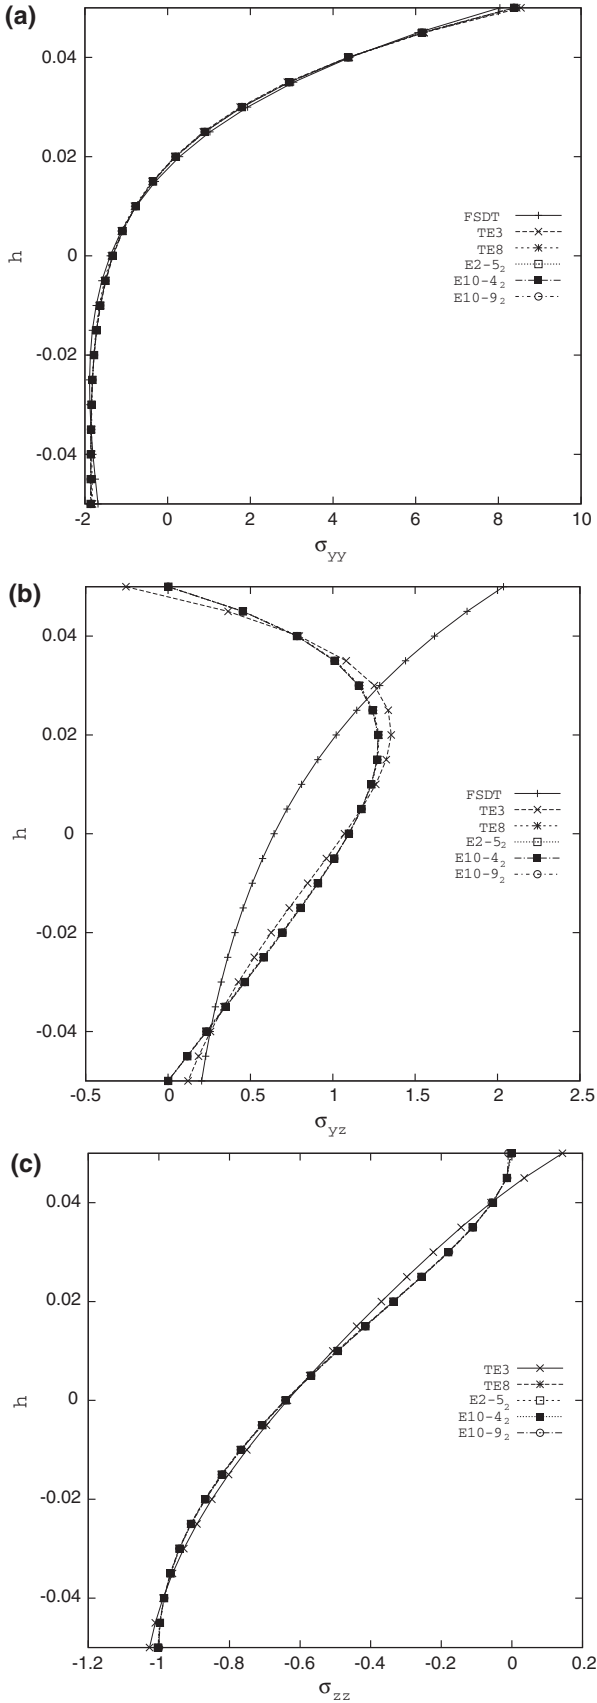 (a)
0.04
0.02
0
-0.02
-0.04
h
-2 0 2 4 6 8 10
σyy
FSDT
TE3
TE8
E2-5₂
E10-4₂
E10-9₂
(b)
0.04
0.02
0
-0.02
-0.04
h
-0.5 0 0.5 1 1.5 2 2.5
σyz
FSDT
TE3
TE8
E2-5₂
E10-4₂
E10-9₂
(c)
0.04
0.02
0
-0.02
-0.04
h
-1.2 -1 -0.8 -0.6 -0.4 -0.2 0 0.2
σzz
TE3
TE8
E2-5₂
E10-4₂
E10-9₂